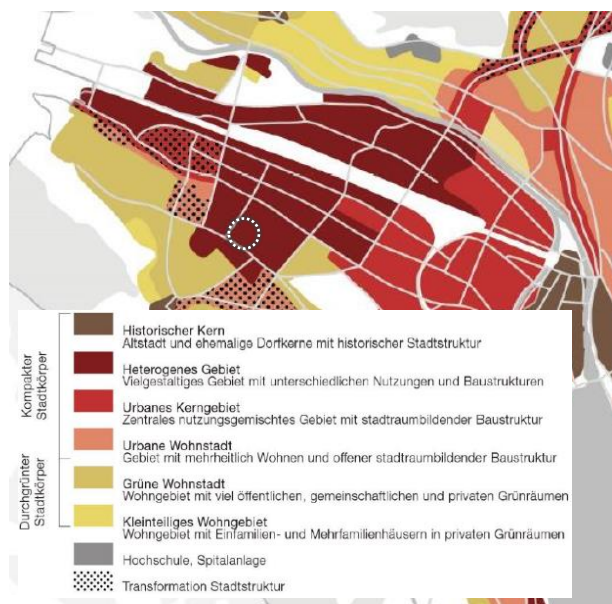 Kompakter
Stadtkörper
Durchgrünter
Stadtkörper
Historischer Kern
Altstadt und ehemalige Dorfkerne mit historischer Stadtstruktur
Heterogenes Gebiet
Vielgestaltiges Gebiet mit unterschiedlichen Nutzungen und Baustrukturen
Urbanes Kerngebiet
Zentrales nutzungsgemischtes Gebiet mit stadtraumbildender Baustruktur
Urbane Wohnstadt
Gebiet mit mehrheitlich Wohnen und offener stadtraumbildender Baustruktur
Grüne Wohnstadt
Wohngebiet mit viel öffentlichen, gemeinschaftlichen und privaten Grünräumen
Kleinteiliges Wohngebiet
Wohngebiet mit Einfamilien- und Mehrfamilienhäusern in privaten Grünräumen
Hochschule, Spitalanlage
Transformation Stadtstruktur